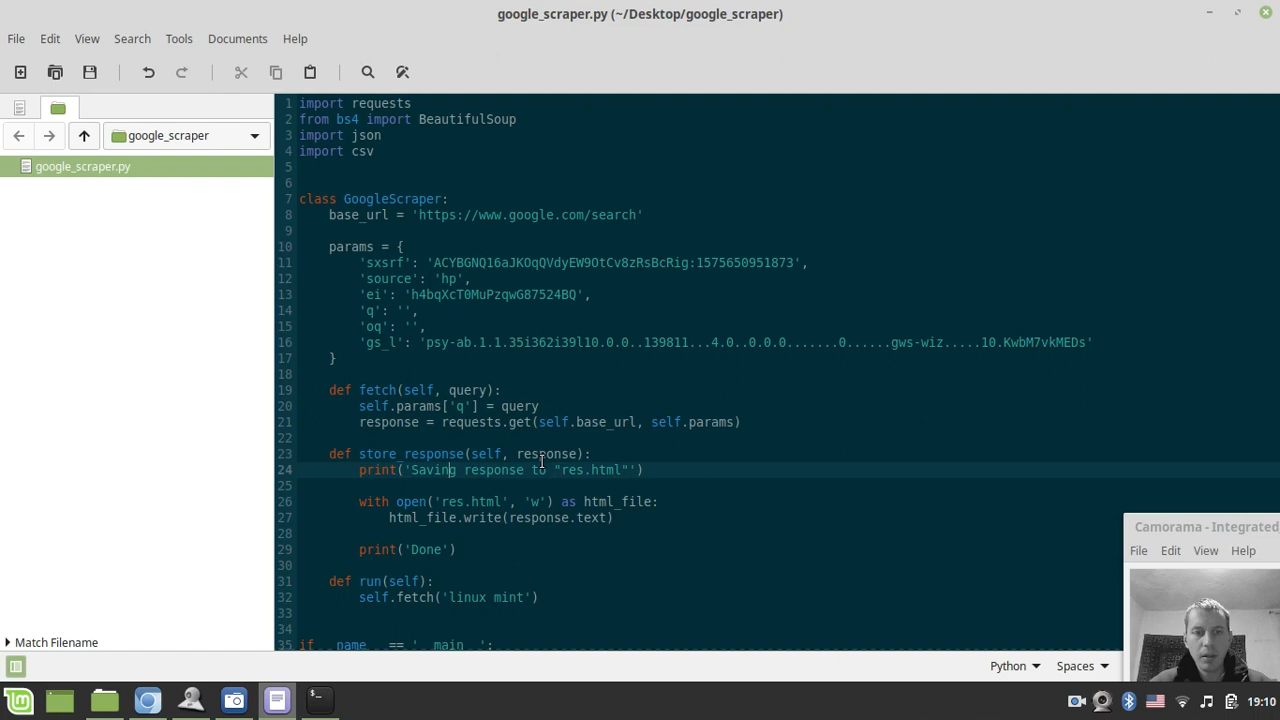 google_scraper.py (~/Desktop/google_scraper)
File Edit View Search Tools Documents Help
google_scraper
google_scraper.py
1 import requests
2 from bs4 import BeautifulSoup
3 import json
4 import csv
5
6
7 class GoogleScraper:
8     base_url = 'https://www.google.com/search'
9
10     params = {
11         'sxsrf': 'ACYBGNQ16aJKOqQVdyEW9OtCv8zRsBcRig:1575650951873',
12         'source': 'hp',
13         'ei': 'h4bqXcT0MuPzqwG87524BQ',
14         'q': '',
15         'oq': '',
16         'gs_l': 'psy-ab.1.1.35i362i39l10.0.0..139811...4.0..0.0.0.......0......gws-wiz.....10.KwbM7vkMEDs'
17     }
18
19     def fetch(self, query):
20         self.params['q'] = query
21         response = requests.get(self.base_url, self.params)
22
23     def store_response(self, response):
24         print('Saving response to "res.html"')
25
26         with open('res.html', 'w') as html_file:
27             html_file.write(response.text)
28
29         print('Done')
30
31     def run(self):
32         self.fetch('linux mint')
33
34
35 if __name__ == '__main__':
Match Filename
Python Spaces
Camorama - Integrated
File Edit View Help
19:10